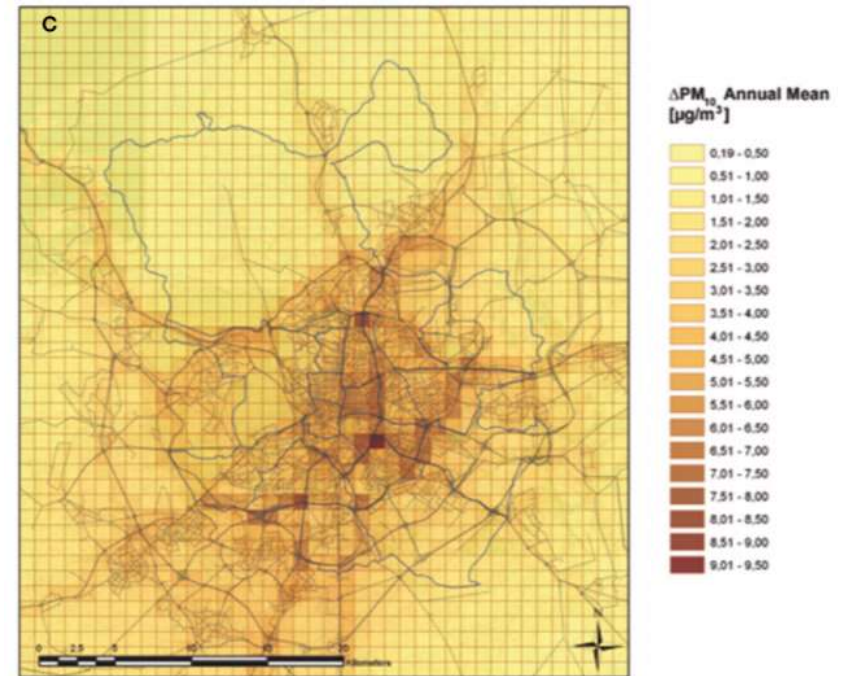 C
ΔPM10 Annual Mean
[µg/m³]
0,19 - 0,50
0.51 - 1,00
1,01 - 1,50
1,51 - 2,00
2,01 - 2,50
2,51 - 3,00
3,01 - 3,50
3,51 - 4,00
4,01 - 4,50
4,51 - 5,00
5,01 - 5,50
5,51 - 6,00
6,01 - 6,50
6,51 - 7,00
7,01 - 7,50
7,51 - 8,00
8,01 - 8,50
8,51 - 9,00
9,01 - 9,50
N
0 2,5 5 20
Kilometers